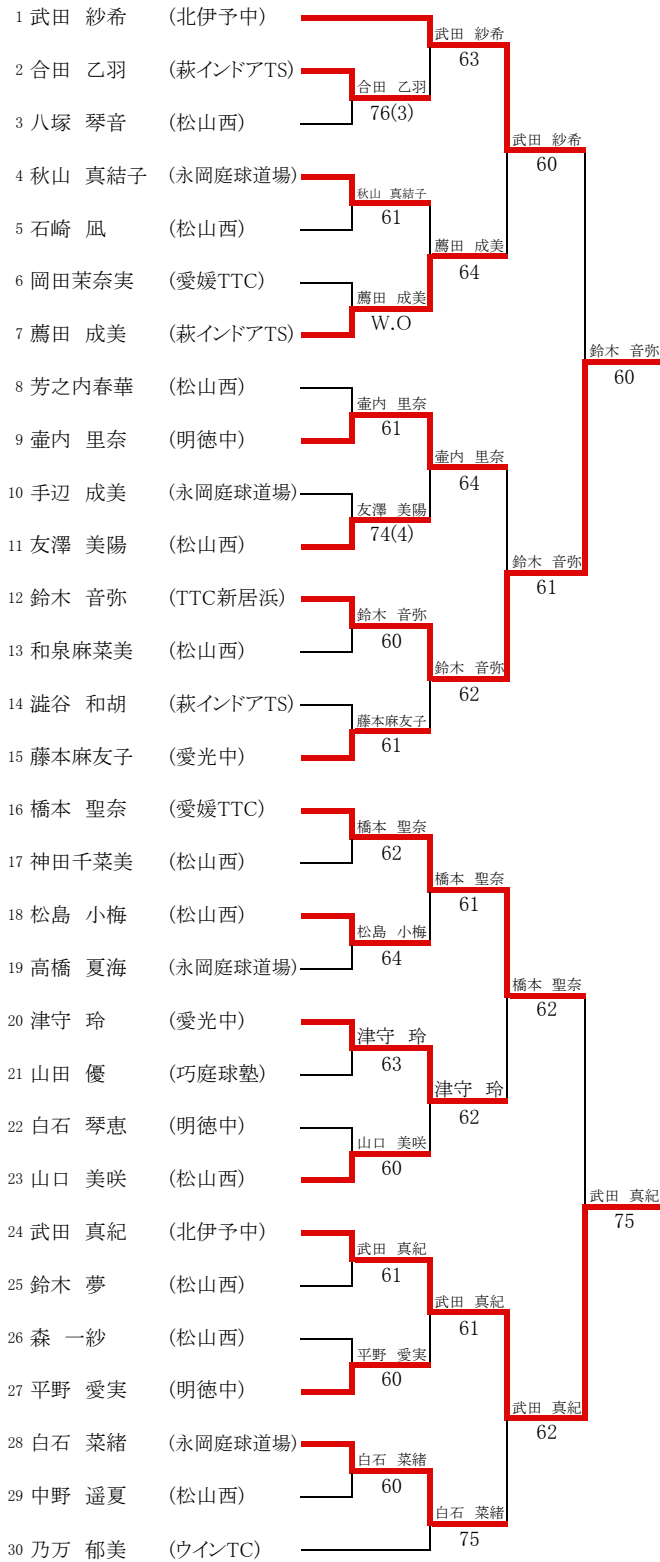 1 武田 紗希 (北伊予中)
武田 紗希
63
2 合田 乙羽 (萩インドアTS)
合田 乙羽
76(3)
3 八塚 琴音 (松山西)
武田 紗希
60
4 秋山 真結子 (永岡庭球道場)
秋山 真結子
61
5 石崎 凪 (松山西)
薦田 成美
64
6 岡田茉奈実 (愛媛TTC)
薦田 成美
W.O
7 薦田 成美 (萩インドアTS)
鈴木 音弥
60
8 芳之内春華 (松山西)
壷内 里奈
61
9 壷内 里奈 (明徳中)
壷内 里奈
64
10 手辺 成美 (永岡庭球道場)
友澤 美陽
74(4)
11 友澤 美陽 (松山西)
鈴木 音弥
61
12 鈴木 音弥 (TTC新居浜)
鈴木 音弥
60
13 和泉麻菜美 (松山西)
鈴木 音弥
62
14 澁谷 和胡 (萩インドアTS)
藤本麻友子
61
15 藤本麻友子 (愛光中)
16 橋本 聖奈 (愛媛TTC)
橋本 聖奈
62
17 神田千菜美 (松山西)
橋本 聖奈
61
18 松島 小梅 (松山西)
松島 小梅
64
19 高橋 夏海 (永岡庭球道場)
橋本 聖奈
62
20 津守 玲 (愛光中)
津守 玲
63
21 山田 優 (巧庭球塾)
津守 玲
62
22 白石 琴恵 (明徳中)
山口 美咲
60
23 山口 美咲 (松山西)
武田 真紀
75
24 武田 真紀 (北伊予中)
武田 真紀
61
25 鈴木 夢 (松山西)
武田 真紀
61
26 森 一紗 (松山西)
平野 愛実
60
27 平野 愛実 (明徳中)
武田 真紀
62
28 白石 菜緒 (永岡庭球道場)
白石 菜緒
60
29 中野 遥夏 (松山西)
白石 菜緒
75
30 乃万 郁美 (ウインTC)